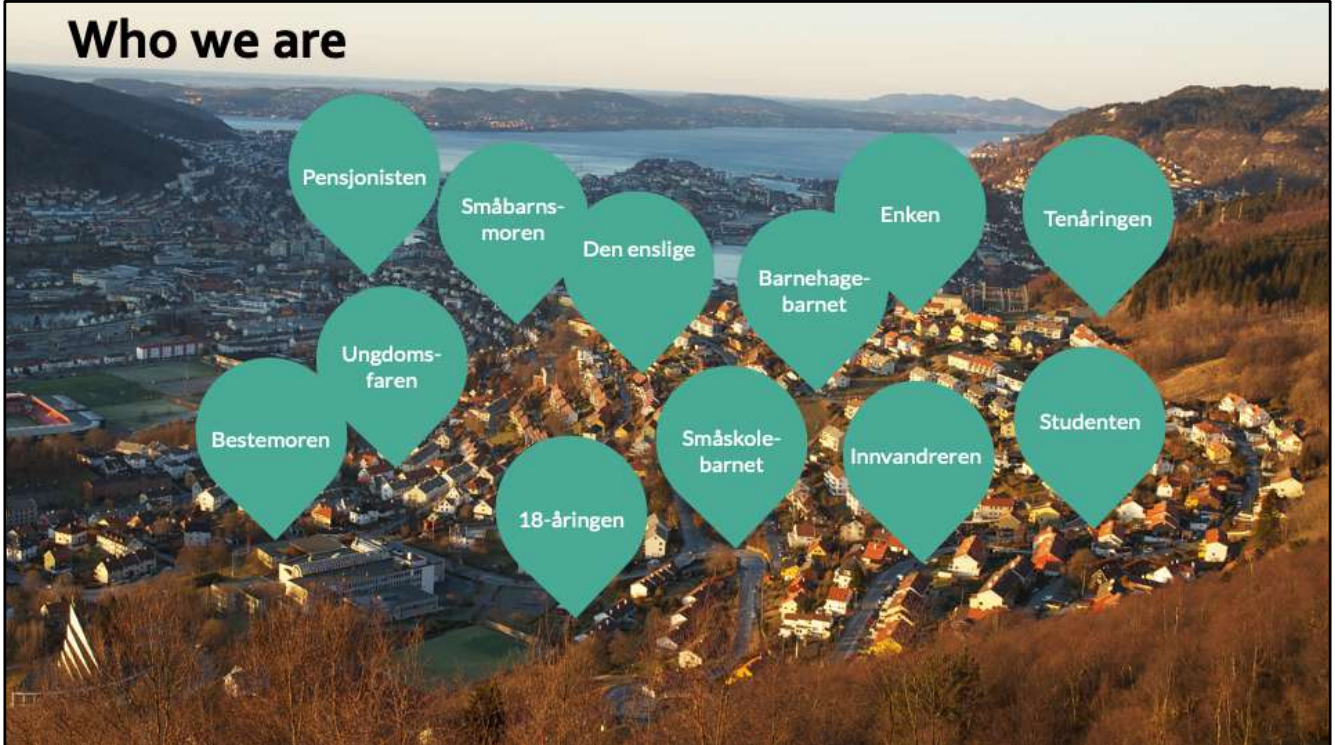 Who we are
Pensjonisten
Småbarns-
moren
Den enslige
Barnehage-
barnet
Enken
Tenåringen
Ungdoms-
faren
Bestemoren
18-åringen
Småskole-
barnet
Innvandreren
Studenten